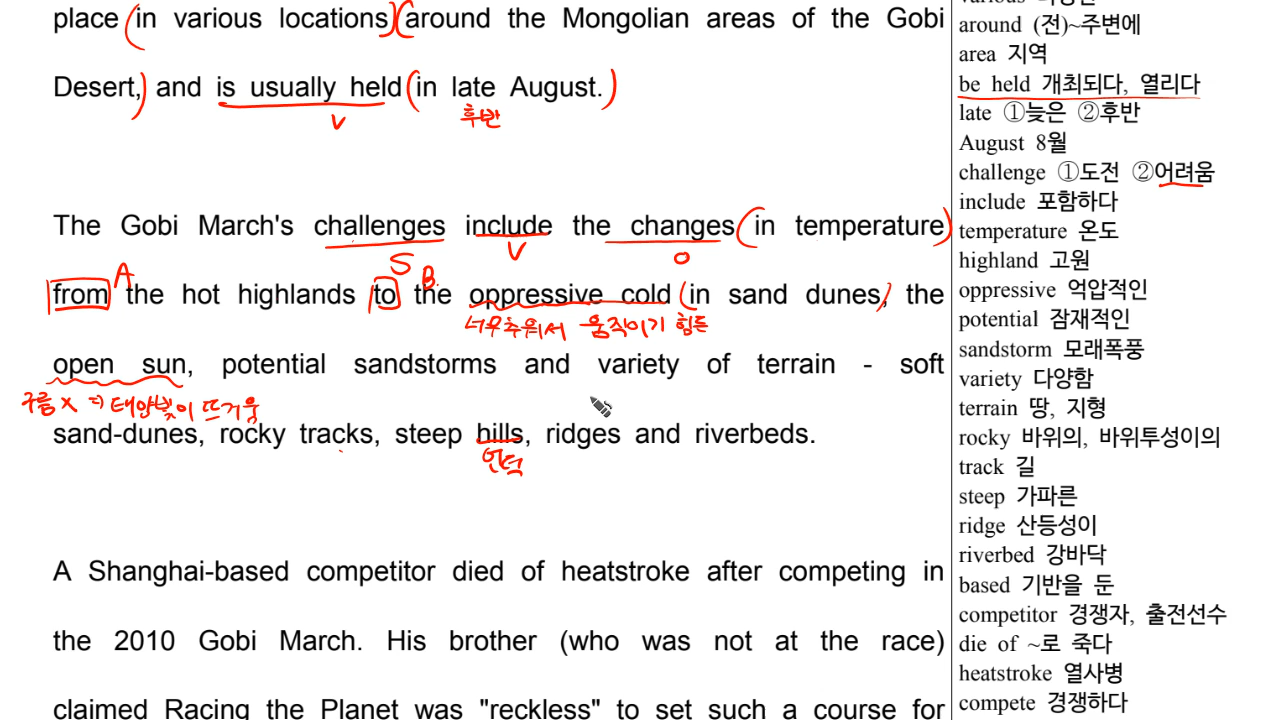 place (in various locations)(around the Mongolian areas of the Gobi
Desert,) and is usually held (in late August.)
V
후반
The Gobi March's challenges include the changes (in temperature)
S V O
A B
from the hot highlands to the oppressive cold (in sand dunes, the
너무 추워서 움직이기 힘든
open sun, potential sandstorms and variety of terrain - soft
구름 X ⇒ 태양빛이 뜨거움
sand-dunes, rocky tracks, steep hills, ridges and riverbeds.
언덕
A Shanghai-based competitor died of heatstroke after competing in
the 2010 Gobi March. His brother (who was not at the race)
claimed Racing the Planet was "reckless" to set such a course for
around (전)~주변에
area 지역
be held 개최되다, 열리다
late ①늦은 ②후반
August 8월
challenge ①도전 ②어려움
include 포함하다
temperature 온도
highland 고원
oppressive 억압적인
potential 잠재적인
sandstorm 모래폭풍
variety 다양함
terrain 땅, 지형
rocky 바위의, 바위투성이의
track 길
steep 가파른
ridge 산등성이
riverbed 강바닥
based 기반을 둔
competitor 경쟁자, 출전선수
die of ~로 죽다
heatstroke 열사병
compete 경쟁하다